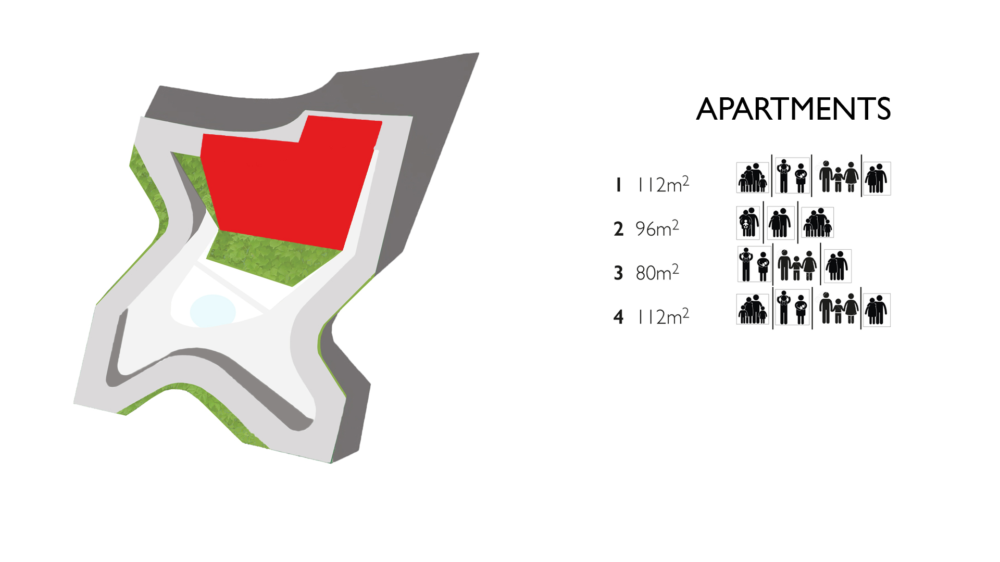 APARTMENTS
1 112m²
2 96m²
3 80m²
4 112m²